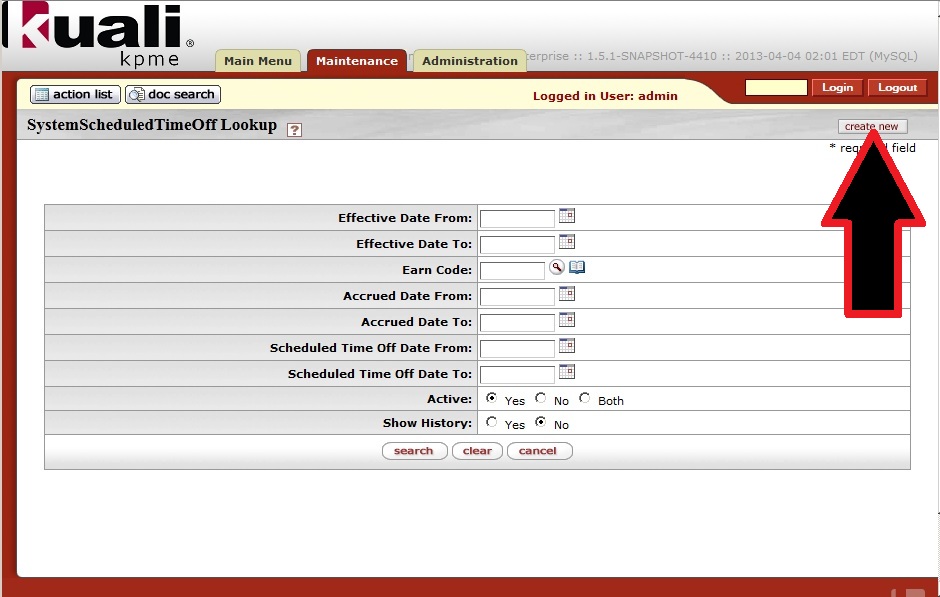 kuali®
kpme
Main Menu Maintenance Administration erprise :: 1.5.1-SNAPSHOT-4410 :: 2013-04-04 02:01 EDT (MySQL)
action list doc search Logged in User: admin Login Logout
SystemScheduledTimeOff Lookup ? create new
* field
Effective Date From:
Effective Date To:
Earn Code:
Accrued Date From:
Accrued Date To:
Scheduled Time Off Date From:
Scheduled Time Off Date To:
Active: Yes No Both
Show History: Yes No
search clear cancel